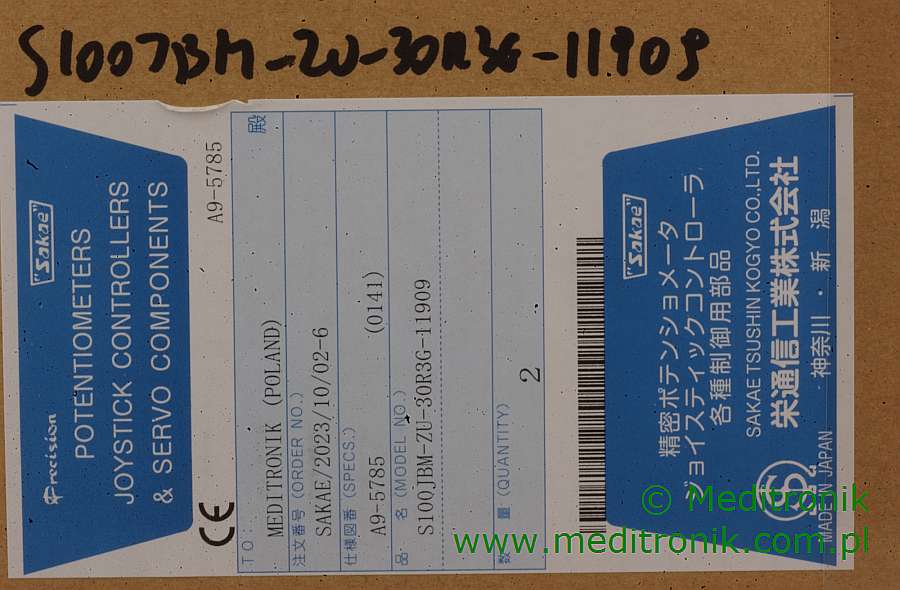 S100JBM-ZU-30R3G-11909
"Sakae"
Precision
POTENTIOMETERS
JOYSTICK CONTROLLERS
& SERVO COMPONENTS
A9-5785
CE
TO: 殿
MEDITRONIK (POLAND)
注文番号 (ORDER NO.)
SAKAE/2023/10/02-6
仕様図番 (SPECS.)
A9-5785 (0141)
品 名 (MODEL NO.)
S100JBM-ZU-30R3G-11909
数 量 (QUANTITY)
2
"Sakae"
精密ポテンショメータ
ジョイスティックコントローラ
各種制御用部品
SAKAE TSUSHIN KOGYO CO.,LTD.
栄通信工業株式会社
神奈川・新潟
MADE IN JAPAN
© Meditronik
www.meditronik.com.pl